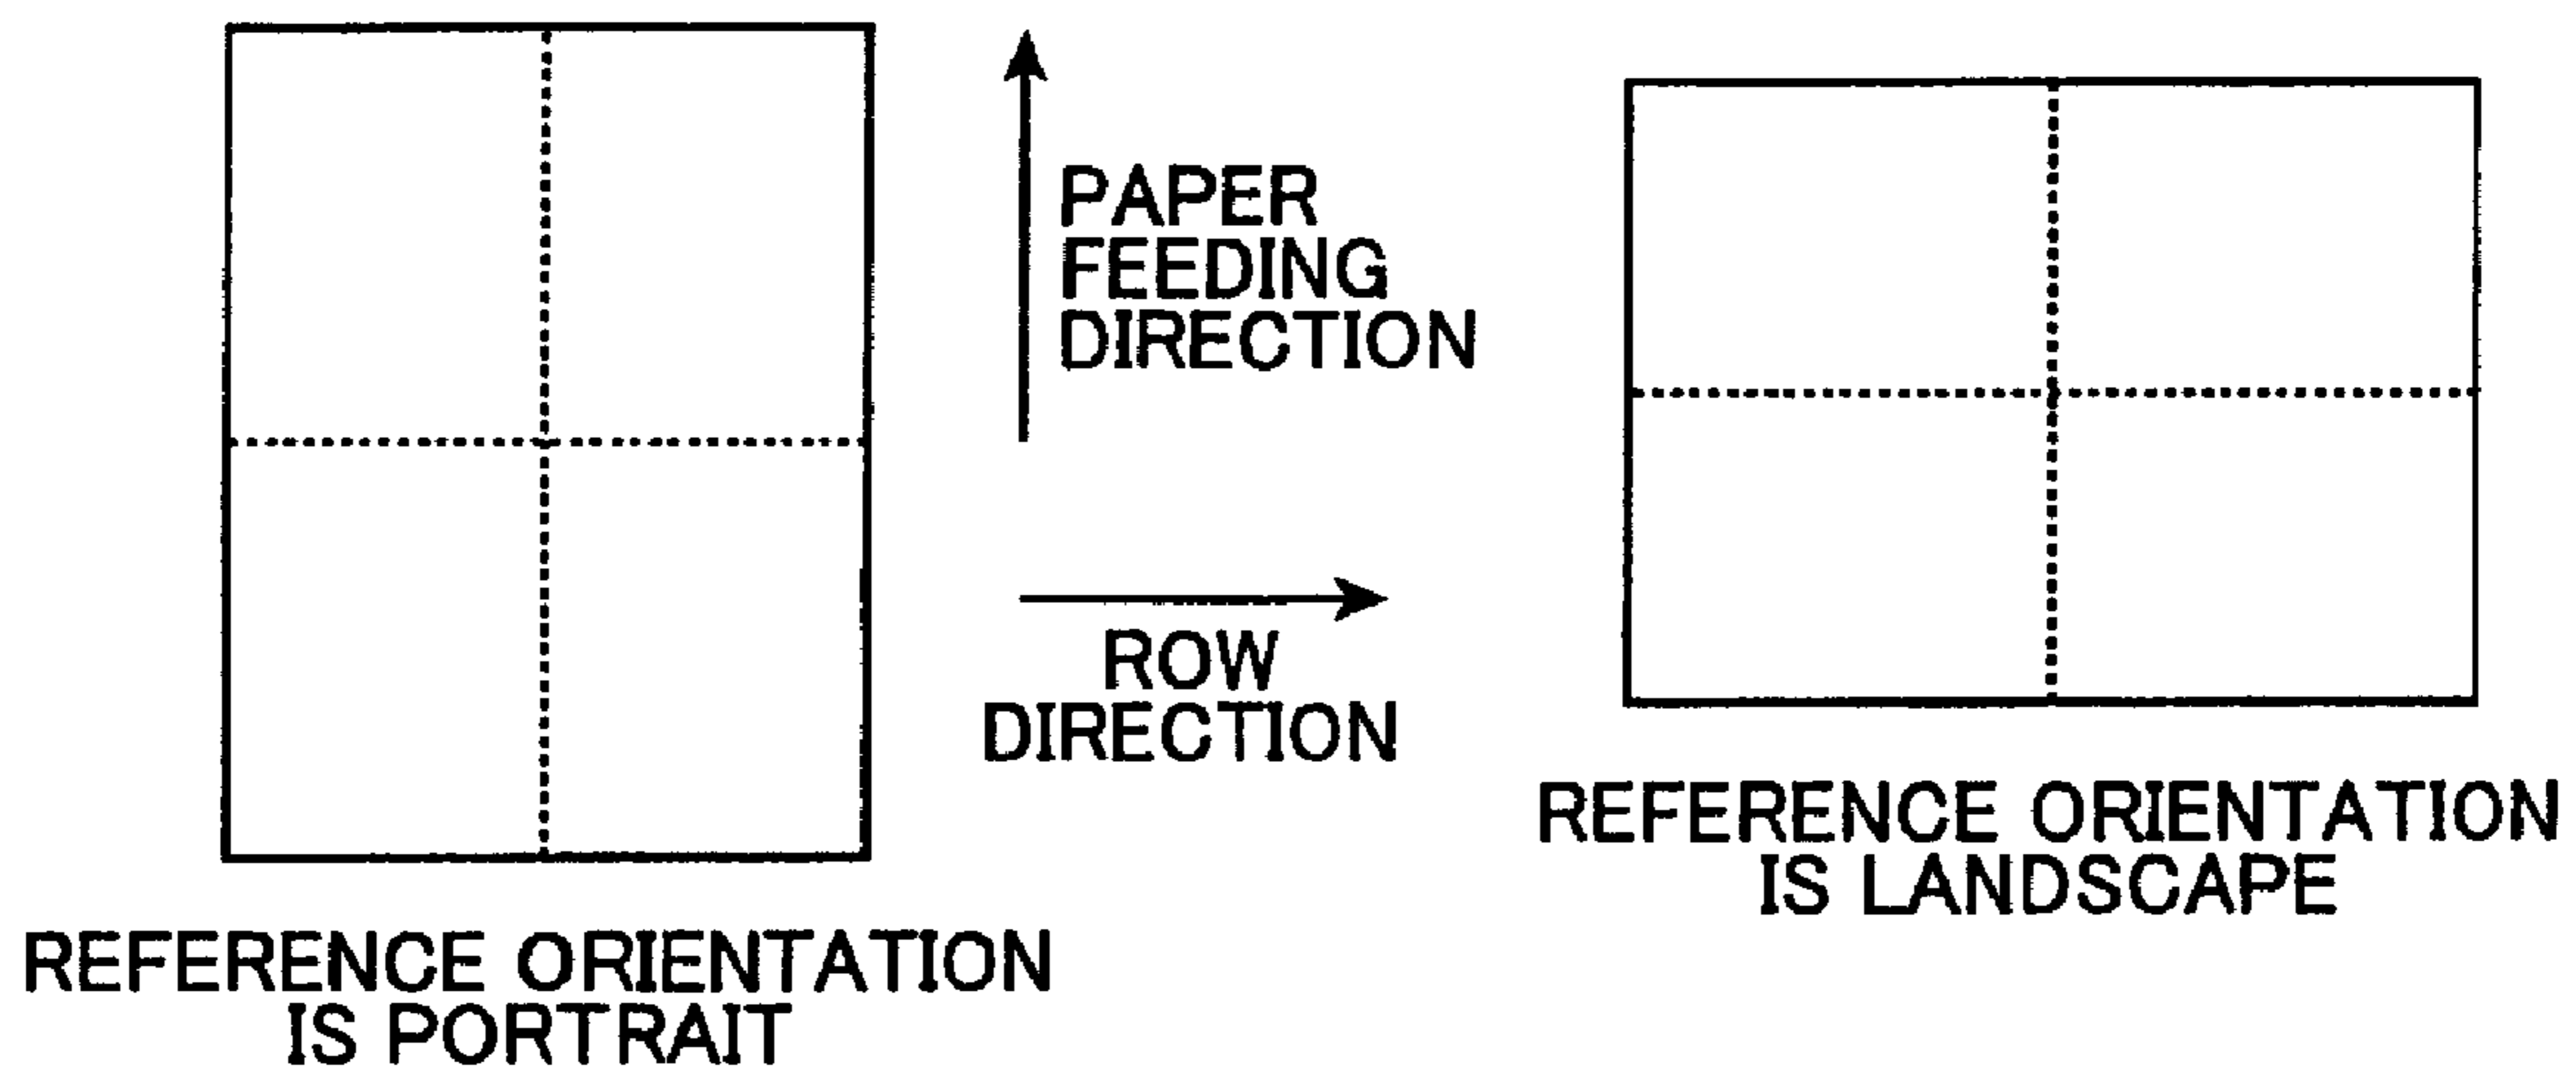 PAPER
FEEDING
DIRECTION
ROW
DIRECTION
REFERENCE ORIENTATION
IS PORTRAIT
REFERENCE ORIENTATION
IS LANDSCAPE